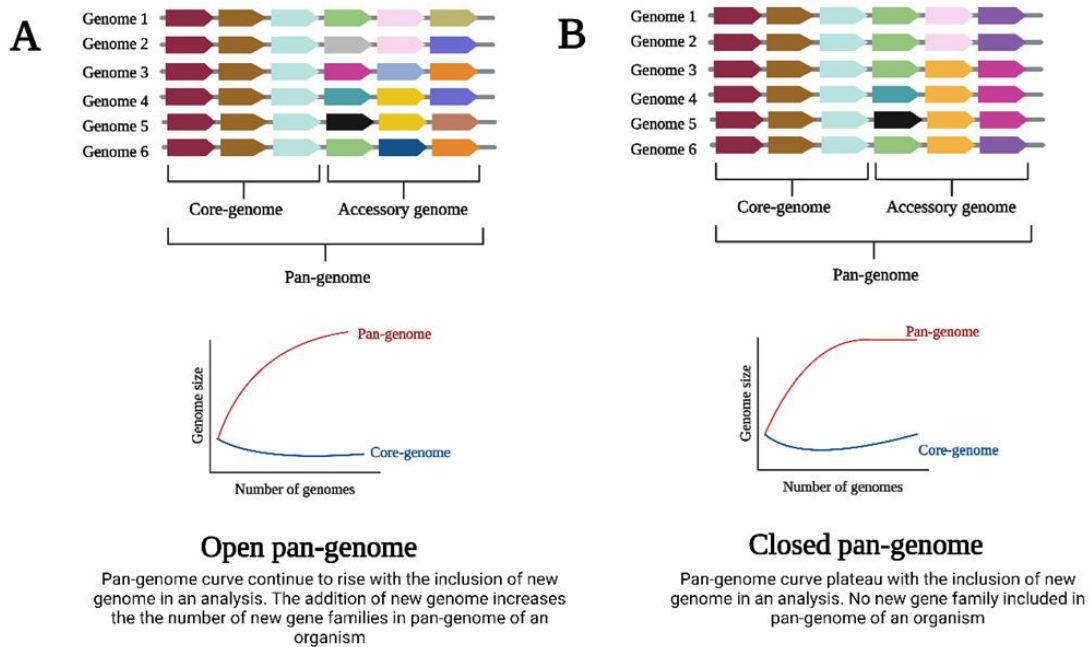 A
Genome 1
Genome 2
Genome 3
Genome 4
Genome 5
Genome 6
Core-genome
Accessory genome
Pan-genome
Pan-genome
Genome size
Core-genome
Number of genomes
Open pan-genome
Pan-genome curve continue to rise with the inclusion of new
genome in an analysis. The addition of new genome increases
the the number of new gene families in pan-genome of an
organism
B
Genome 1
Genome 2
Genome 3
Genome 4
Genome 5
Genome 6
Core-genome
Accessory genome
Pan-genome
Pan-genome
Genome size
Core-genome
Number of genomes
Closed pan-genome
Pan-genome curve plateau with the inclusion of new
genome in an analysis. No new gene family included in
pan-genome of an organism